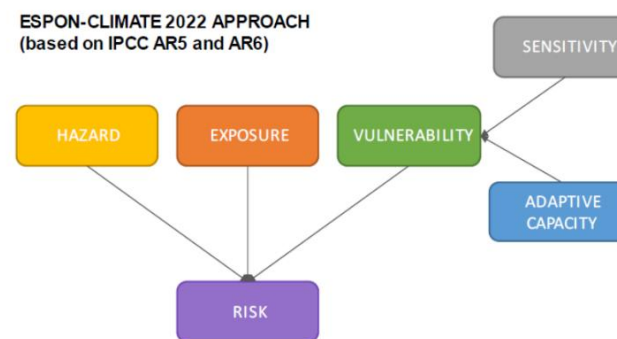 ESPON-CLIMATE 2022 APPROACH
(based on IPCC AR5 and AR6)
SENSITIVITY
HAZARD
EXPOSURE
VULNERABILITY
ADAPTIVE
CAPACITY
RISK